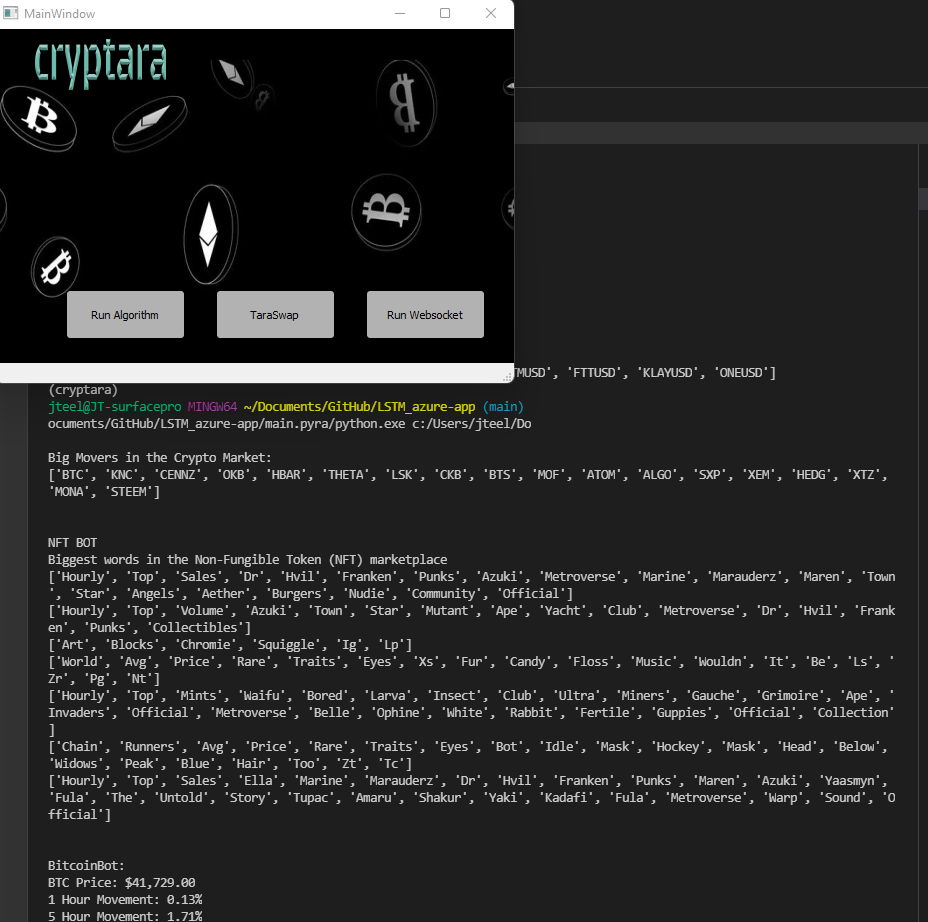 MainWindow
cryptara
Run Algorithm
TaraSwap
Run Websocket
TMUSD', 'FTTUSD', 'KLAYUSD', 'ONEUSD']
(cryptara)
jteel@JT-surfacepro MINGW64 ~/Documents/GitHub/LSTM_azure-app (main)
ocuments/GitHub/LSTM_azure-app/main.pyra/python.exe c:/Users/jteel/Do
Big Movers in the Crypto Market:
['BTC', 'KNC', 'CENNZ', 'OKB', 'HBAR', 'THETA', 'LSK', 'CKB', 'BTS', 'MOF', 'ATOM', 'ALGO', 'SXP', 'XEM', 'HEDG', 'XTZ',
'MONA', 'STEEM']
NFT BOT
Biggest words in the Non-Fungible Token (NFT) marketplace
['Hourly', 'Top', 'Sales', 'Dr', 'Hvil', 'Franken', 'Punks', 'Azuki', 'Metroverse', 'Marine', 'Marauderz', 'Maren', 'Town
', 'Star', 'Angels', 'Aether', 'Burgers', 'Nudie', 'Community', 'Official']
['Hourly', 'Top', 'Volume', 'Azuki', 'Town', 'Star', 'Mutant', 'Ape', 'Yacht', 'Club', 'Metroverse', 'Dr', 'Hvil', 'Frank
en', 'Punks', 'Collectibles']
['Art', 'Blocks', 'Chromie', 'Squiggle', 'Ig', 'Lp']
['World', 'Avg', 'Price', 'Rare', 'Traits', 'Eyes', 'Xs', 'Fur', 'Candy', 'Floss', 'Music', 'Wouldn', 'It', 'Be', 'Ls', '
Zr', 'Pg', 'Nt']
['Hourly', 'Top', 'Mints', 'Waifu', 'Bored', 'Larva', 'Insect', 'Club', 'Ultra', 'Miners', 'Gauche', 'Grimoire', 'Ape', '
Invaders', 'Official', 'Metroverse', 'Belle', 'Ophine', 'White', 'Rabbit', 'Fertile', 'Guppies', 'Official', 'Collection'
]
['Chain', 'Runners', 'Avg', 'Price', 'Rare', 'Traits', 'Eyes', 'Bot', 'Idle', 'Mask', 'Hockey', 'Mask', 'Head', 'Below',
'Widows', 'Peak', 'Blue', 'Hair', 'Too', 'Zt', 'Tc']
['Hourly', 'Top', 'Sales', 'Ella', 'Marine', 'Marauderz', 'Dr', 'Hvil', 'Franken', 'Punks', 'Maren', 'Azuki', 'Yaasmyn',
'Fula', 'The', 'Untold', 'Story', 'Tupac', 'Amaru', 'Shakur', 'Yaki', 'Kadafi', 'Fula', 'Metroverse', 'Warp', 'Sound', 'O
fficial']
BitcoinBot:
BTC Price: $41,729.00
1 Hour Movement: 0.13%
5 Hour Movement: 1.71%